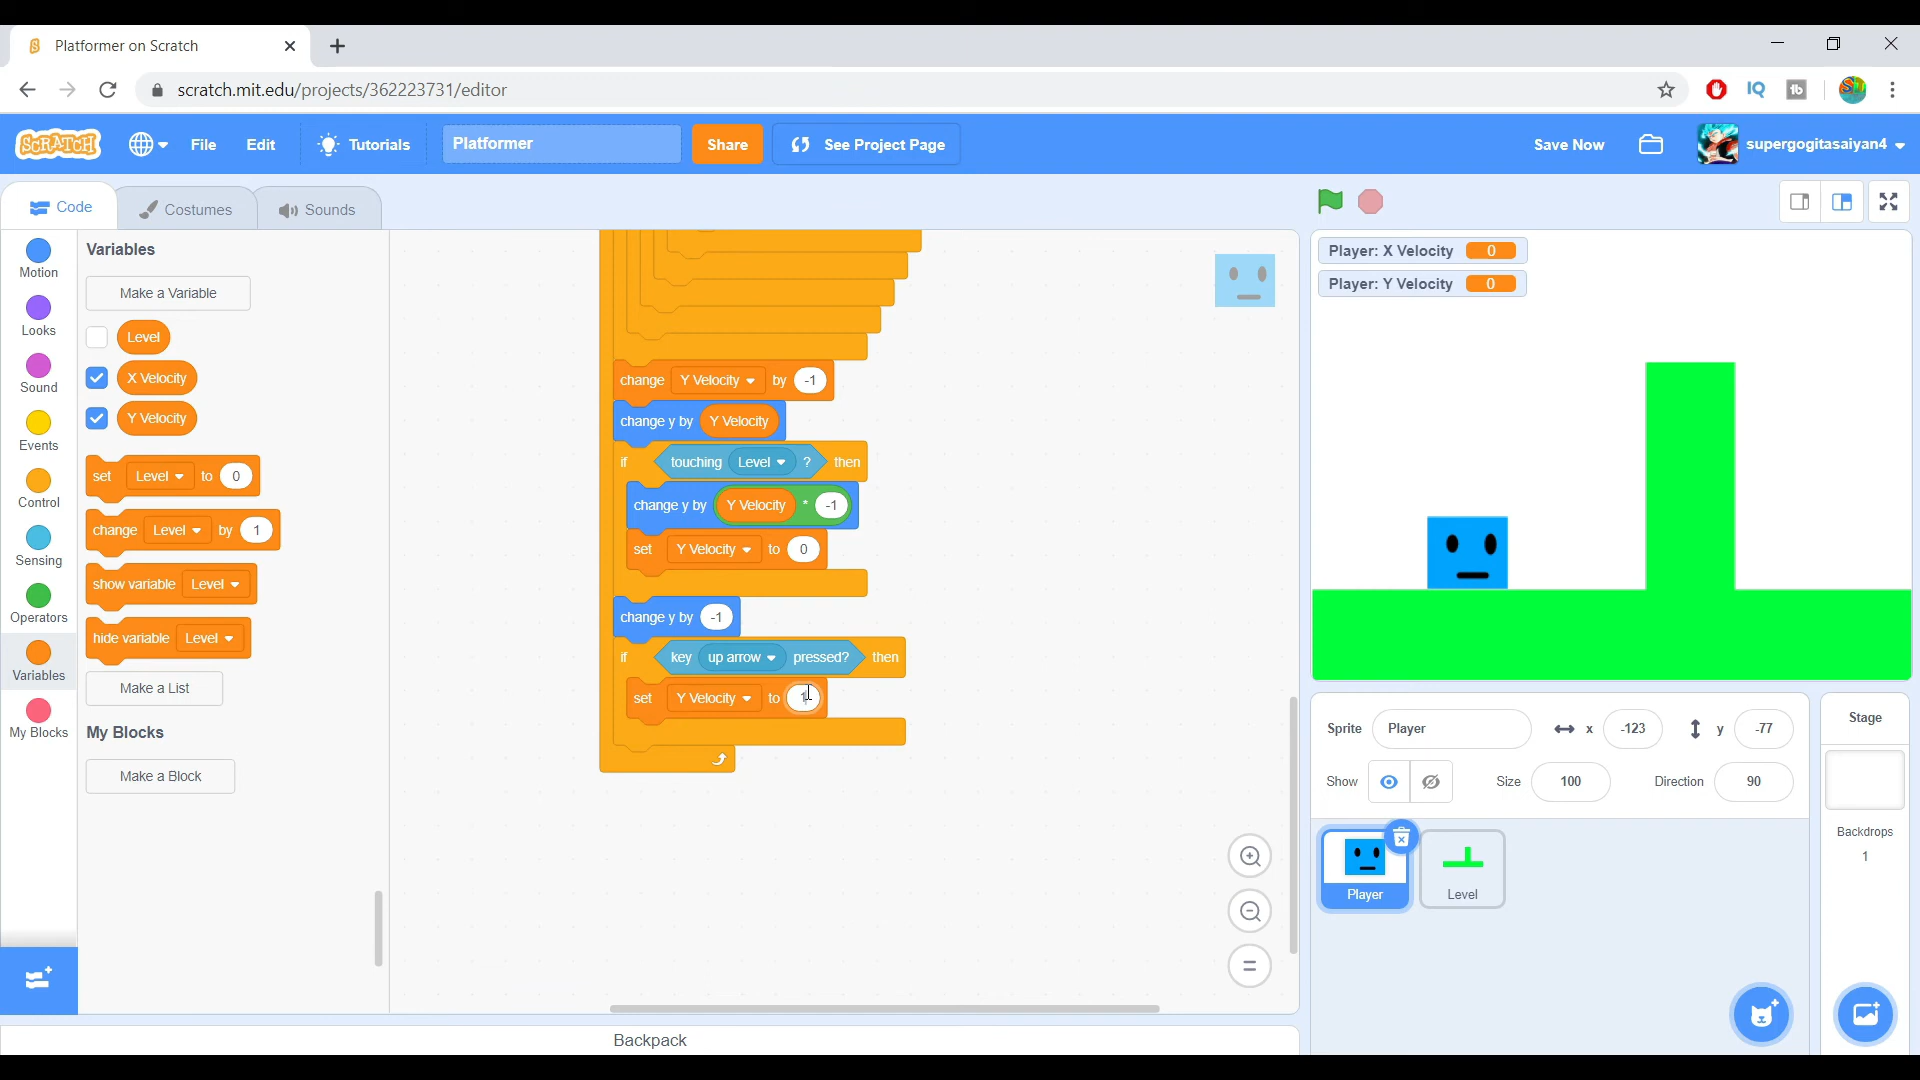 Platformer on Scratch
scratch.mit.edu/projects/362223731/editor
IQ
tb
SCRATCH
File
Edit
Tutorials
Platformer
Share
See Project Page
Save Now
supergogitasaiyan4
Code
Costumes
Sounds
Motion
Looks
Sound
Events
Control
Sensing
Operators
Variables
My Blocks
Variables
Make a Variable
Level
X Velocity
Y Velocity
set Level to 0
change Level by 1
show variable Level
hide variable Level
Make a List
My Blocks
Make a Block
change Y Velocity by -1
change y by Y Velocity
if touching Level ? then
change y by Y Velocity * -1
set Y Velocity to 0
change y by -1
if key up arrow pressed? then
set Y Velocity to 1
Backpack
Player: X Velocity 0
Player: Y Velocity 0
Sprite Player x -123 y -77
Show Size 100 Direction 90
Player
Level
Stage
Backdrops
1